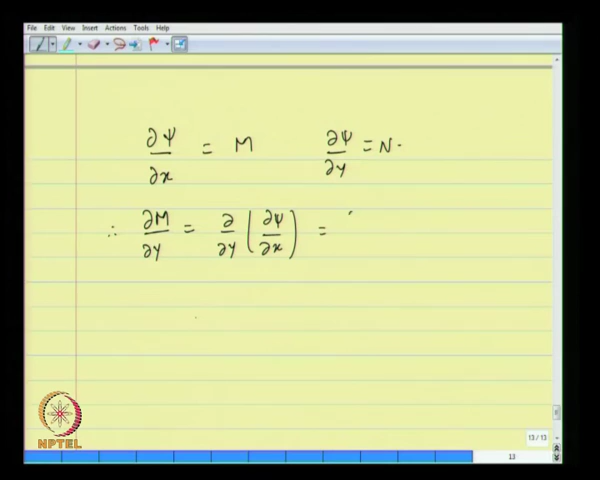 File Edit View Insert Actions Tools Help
∂Ψ/∂x = M ∂Ψ/∂y = N.
∴ ∂M/∂y = ∂/∂y (∂Ψ/∂x) =
NPTEL
13/13
13